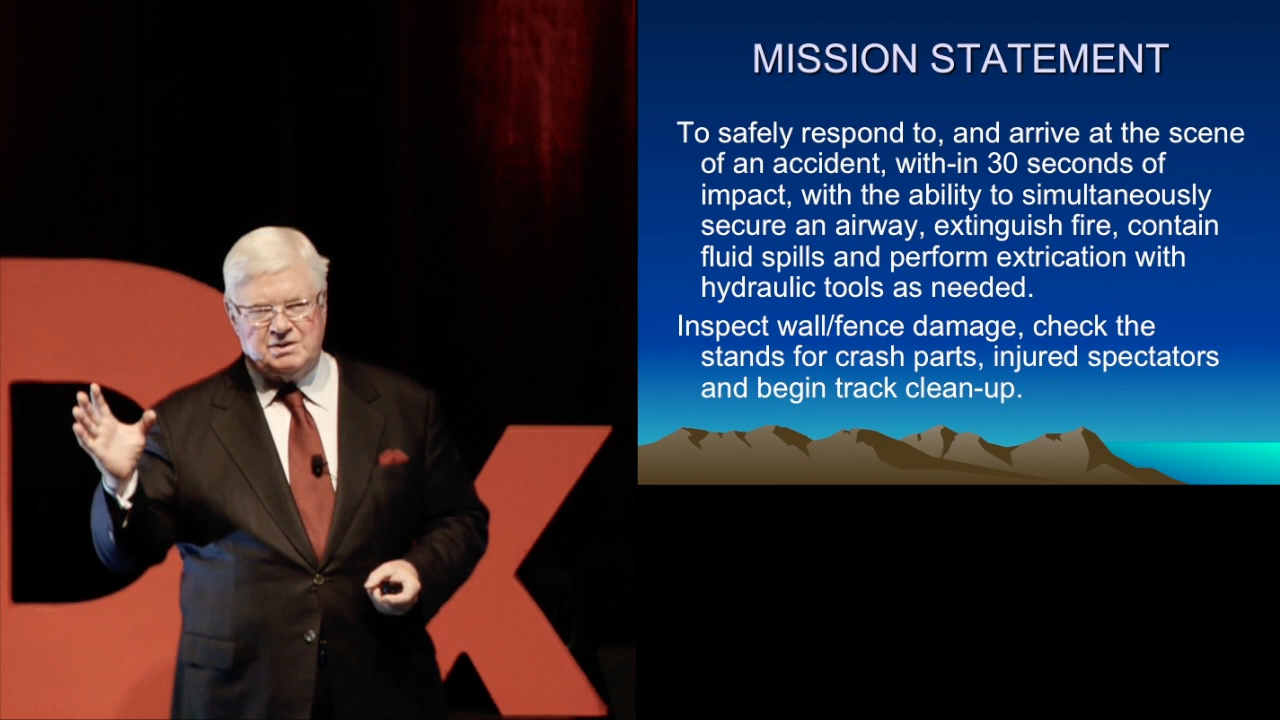 Dx
MISSION STATEMENT
To safely respond to, and arrive at the scene
of an accident, with-in 30 seconds of
impact, with the ability to simultaneously
secure an airway, extinguish fire, contain
fluid spills and perform extrication with
hydraulic tools as needed.
Inspect wall/fence damage, check the
stands for crash parts, injured spectators
and begin track clean-up.